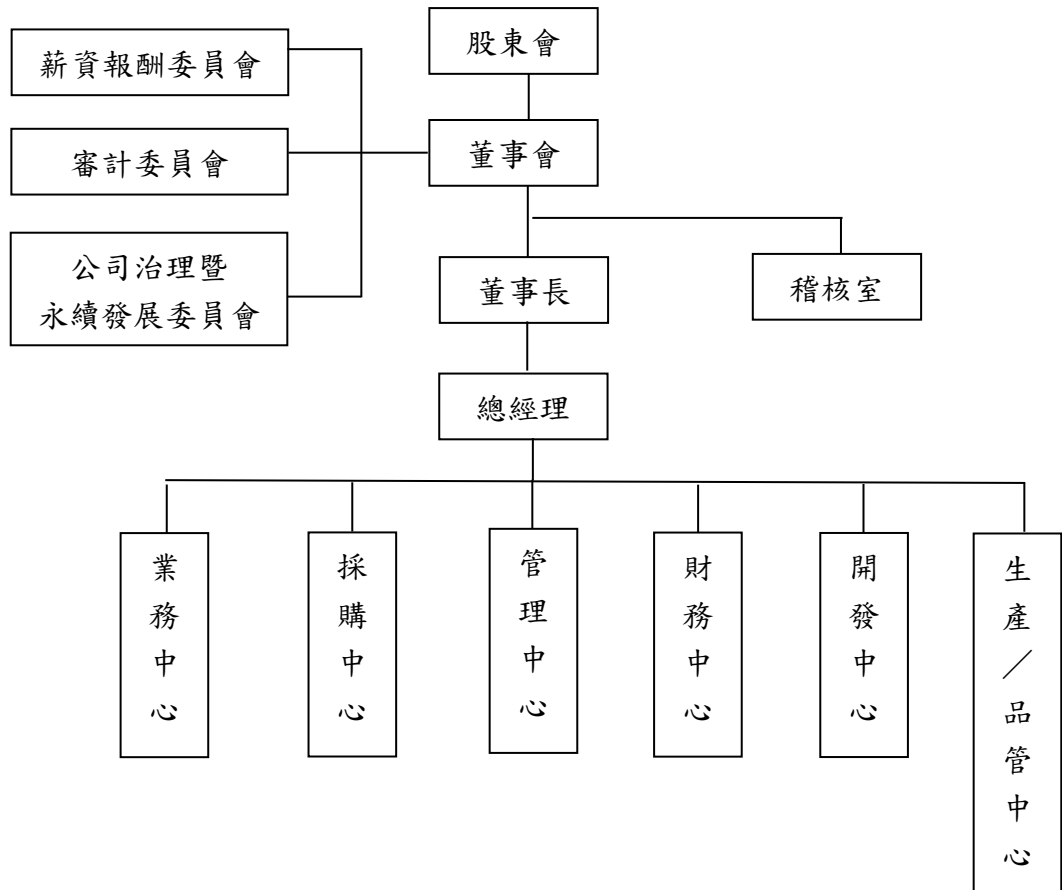 股東會
薪資報酬委員會
審計委員會
董事會
公司治理暨
永續發展委員會
董事長
稽核室
總經理
業務中心
採購中心
管理中心
財務中心
開發中心
生產／品管中心